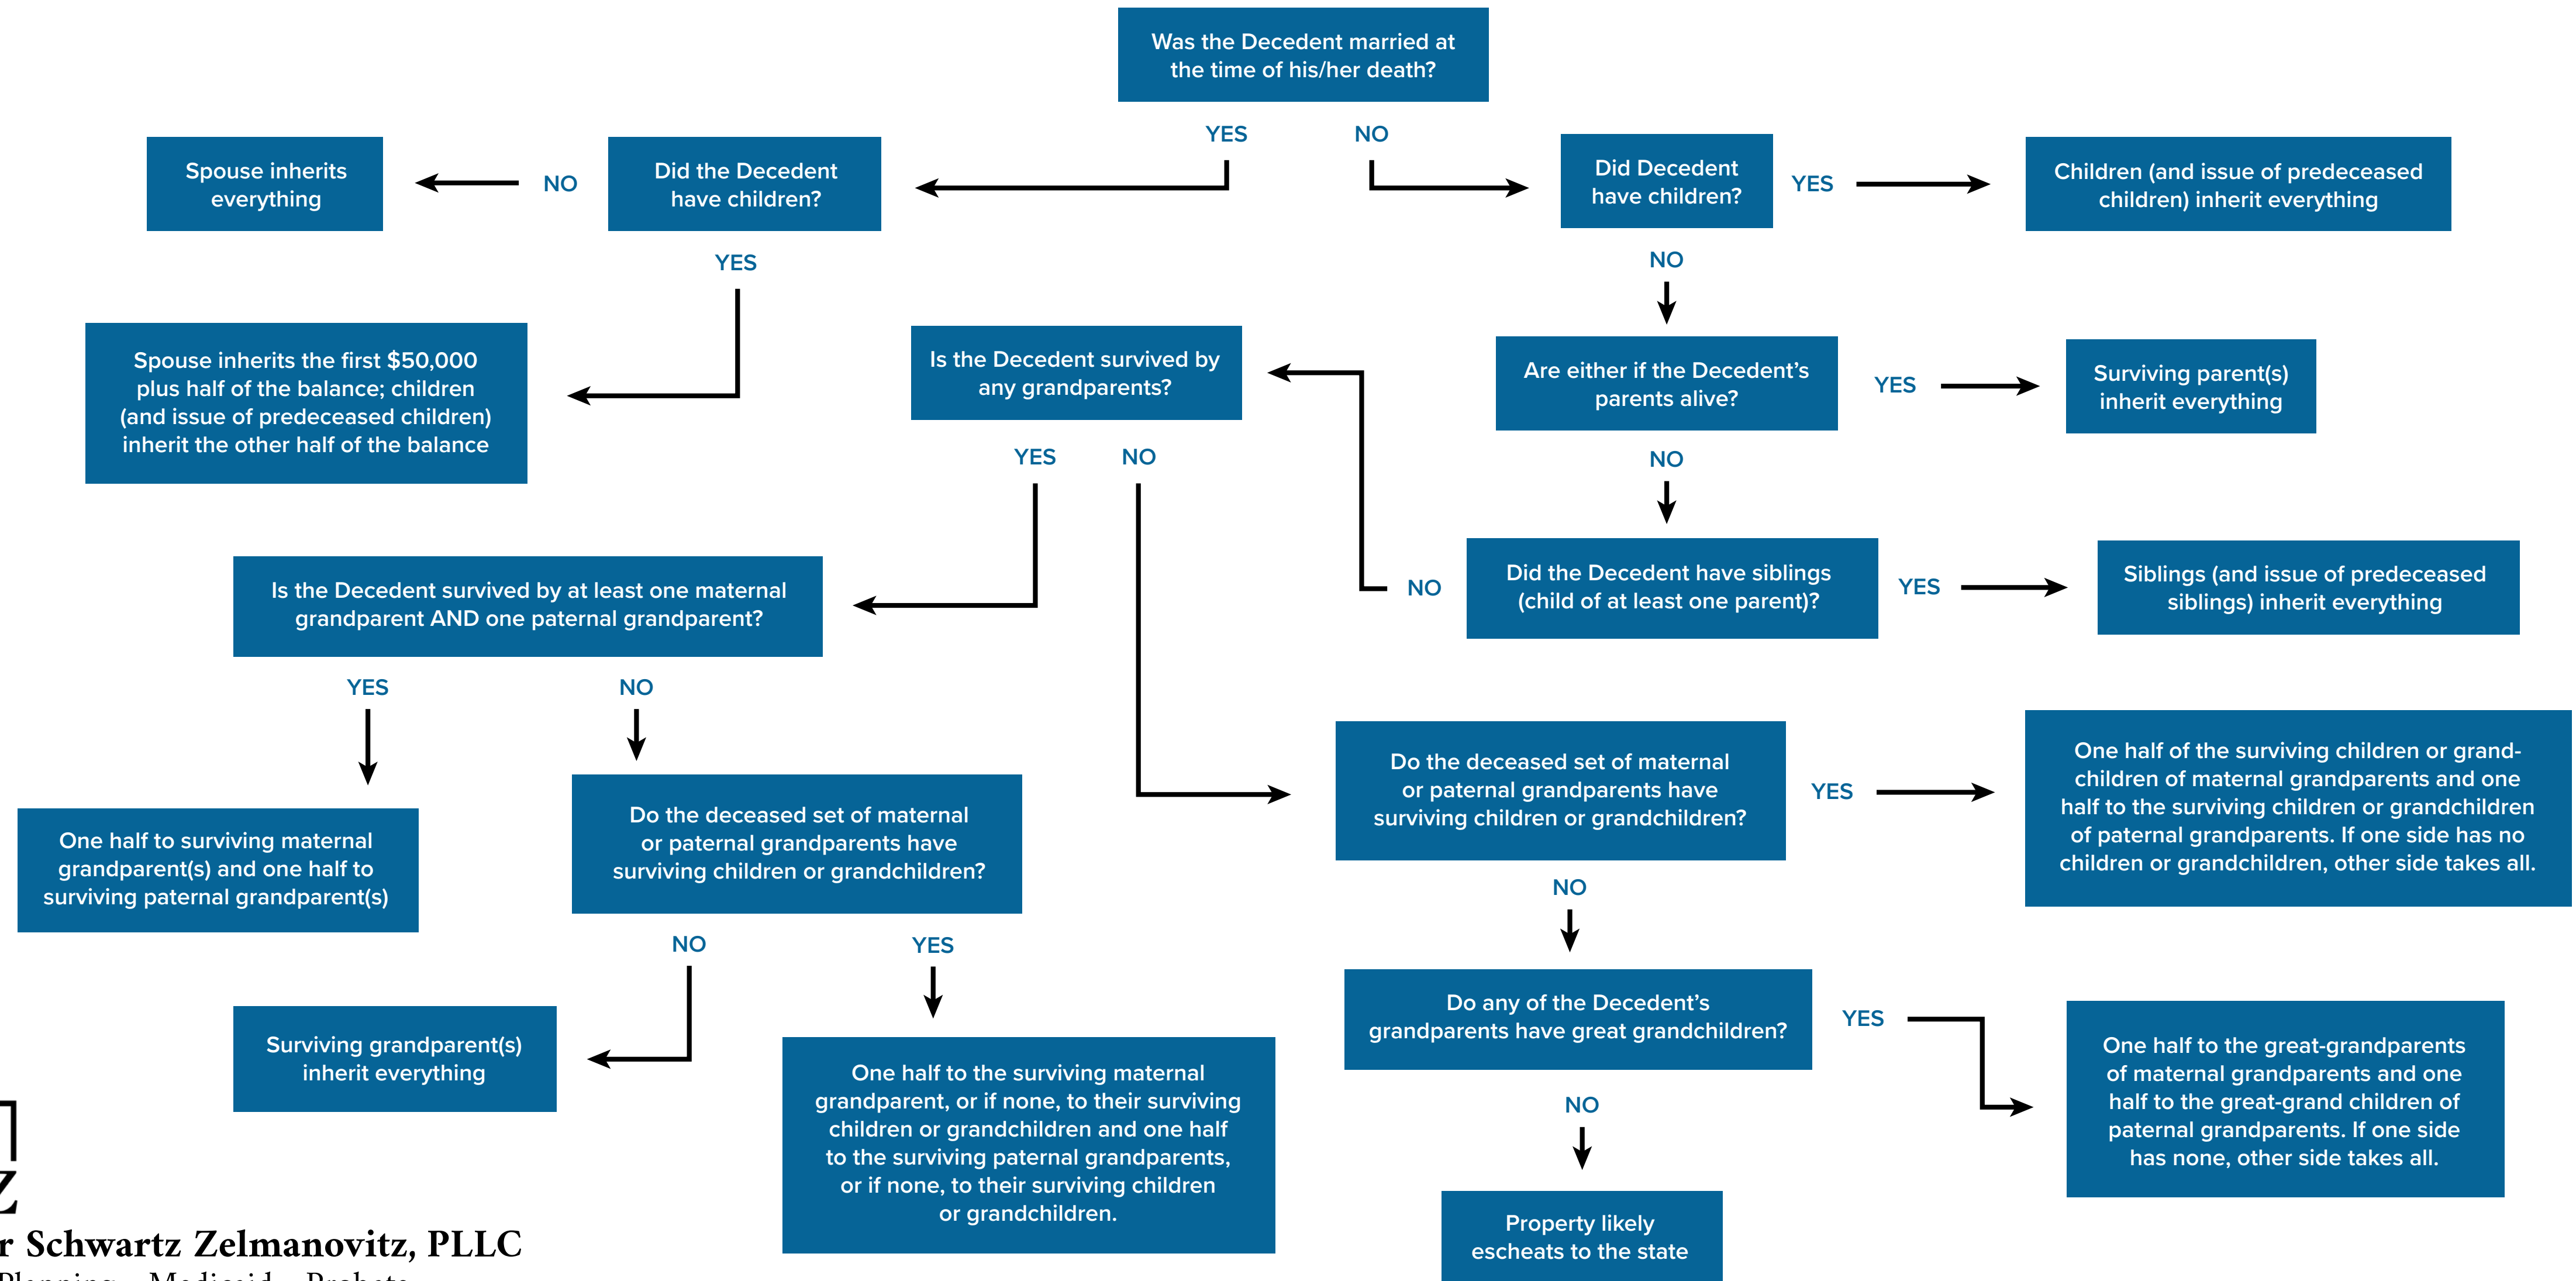 Was the Decedent married at
the time of his/her death?
YES
NO
Spouse inherits
everything
NO
Did the Decedent
have children?
Did Decedent
have children?
YES
Children (and issue of predeceased
children) inherit everything
YES
NO
Spouse inherits the first $50,000
plus half of the balance; children
(and issue of predeceased children)
inherit the other half of the balance
Is the Decedent survived by
any grandparents?
Are either if the Decedent’s
parents alive?
YES
Surviving parent(s)
inherit everything
YES
NO
NO
Is the Decedent survived by at least one maternal
grandparent AND one paternal grandparent?
NO
Did the Decedent have siblings
(child of at least one parent)?
YES
Siblings (and issue of predeceased
siblings) inherit everything
YES
NO
One half to surviving maternal
grandparent(s) and one half to
surviving paternal grandparent(s)
Do the deceased set of maternal
or paternal grandparents have
surviving children or grandchildren?
Do the deceased set of maternal
or paternal grandparents have
surviving children or grandchildren?
YES
One half of the surviving children or grand-
children of maternal grandparents and one
half to the surviving children or grandchildren
of paternal grandparents. If one side has no
children or grandchildren, other side takes all.
NO
YES
NO
Surviving grandparent(s)
inherit everything
One half to the surviving maternal
grandparent, or if none, to their surviving
children or grandchildren and one half
to the surviving paternal grandparents,
or if none, to their surviving children
or grandchildren.
Do any of the Decedent’s
grandparents have great grandchildren?
YES
One half to the great-grandparents
of maternal grandparents and one
half to the great-grand children of
paternal grandparents. If one side
has none, other side takes all.
NO
Property likely
escheats to the state
Z
r Schwartz Zelmanovitz, PLLC
Planning Medicaid Probate